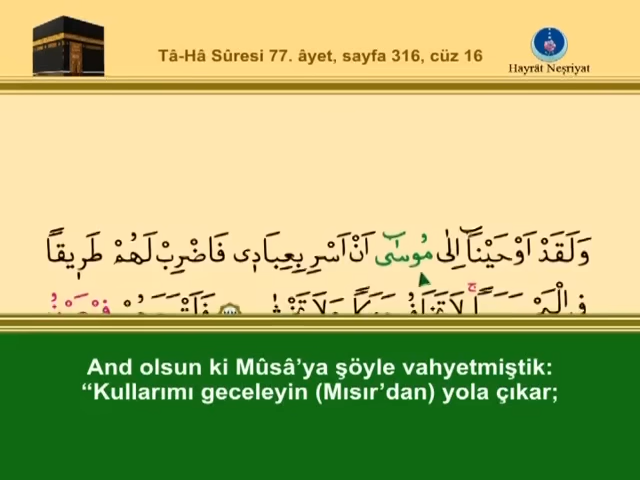 Tâ-Hâ Sûresi 77. âyet, sayfa 316, cüz 16
Hayrât Neşriyat
وَلَقَدْ اَوْحَيْنَٓا اِلٰى مُوسٰٓى اَنْ اَسْرِ بِعِبَادٖى فَاضْرِبْ لَهُمْ طَرٖيقًا
And olsun ki Mûsâ’ya şöyle vahyetmiştik:
“Kullarımı geceleyin (Mısır’dan) yola çıkar;